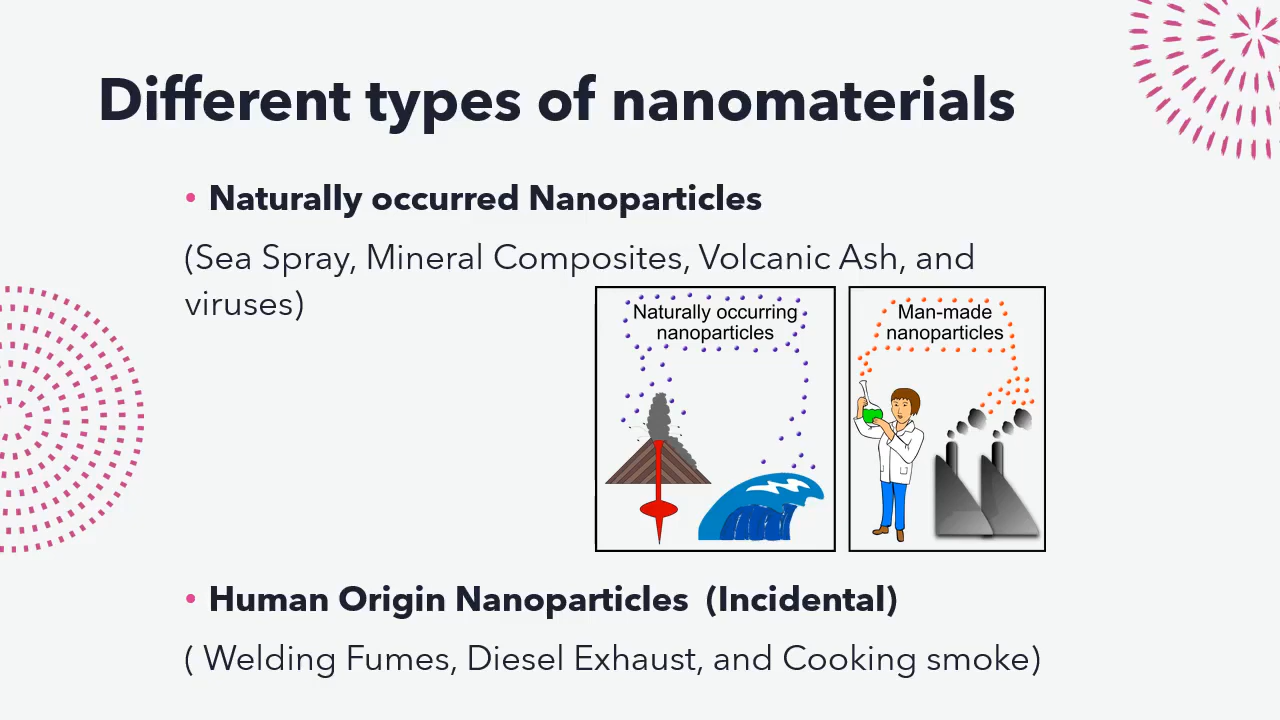 Different types of nanomaterials
• Naturally occurred Nanoparticles
(Sea Spray, Mineral Composites, Volcanic Ash, and
viruses)
Naturally occurring
nanoparticles
Man-made
nanoparticles
• Human Origin Nanoparticles  (Incidental)
( Welding Fumes, Diesel Exhaust, and Cooking smoke)